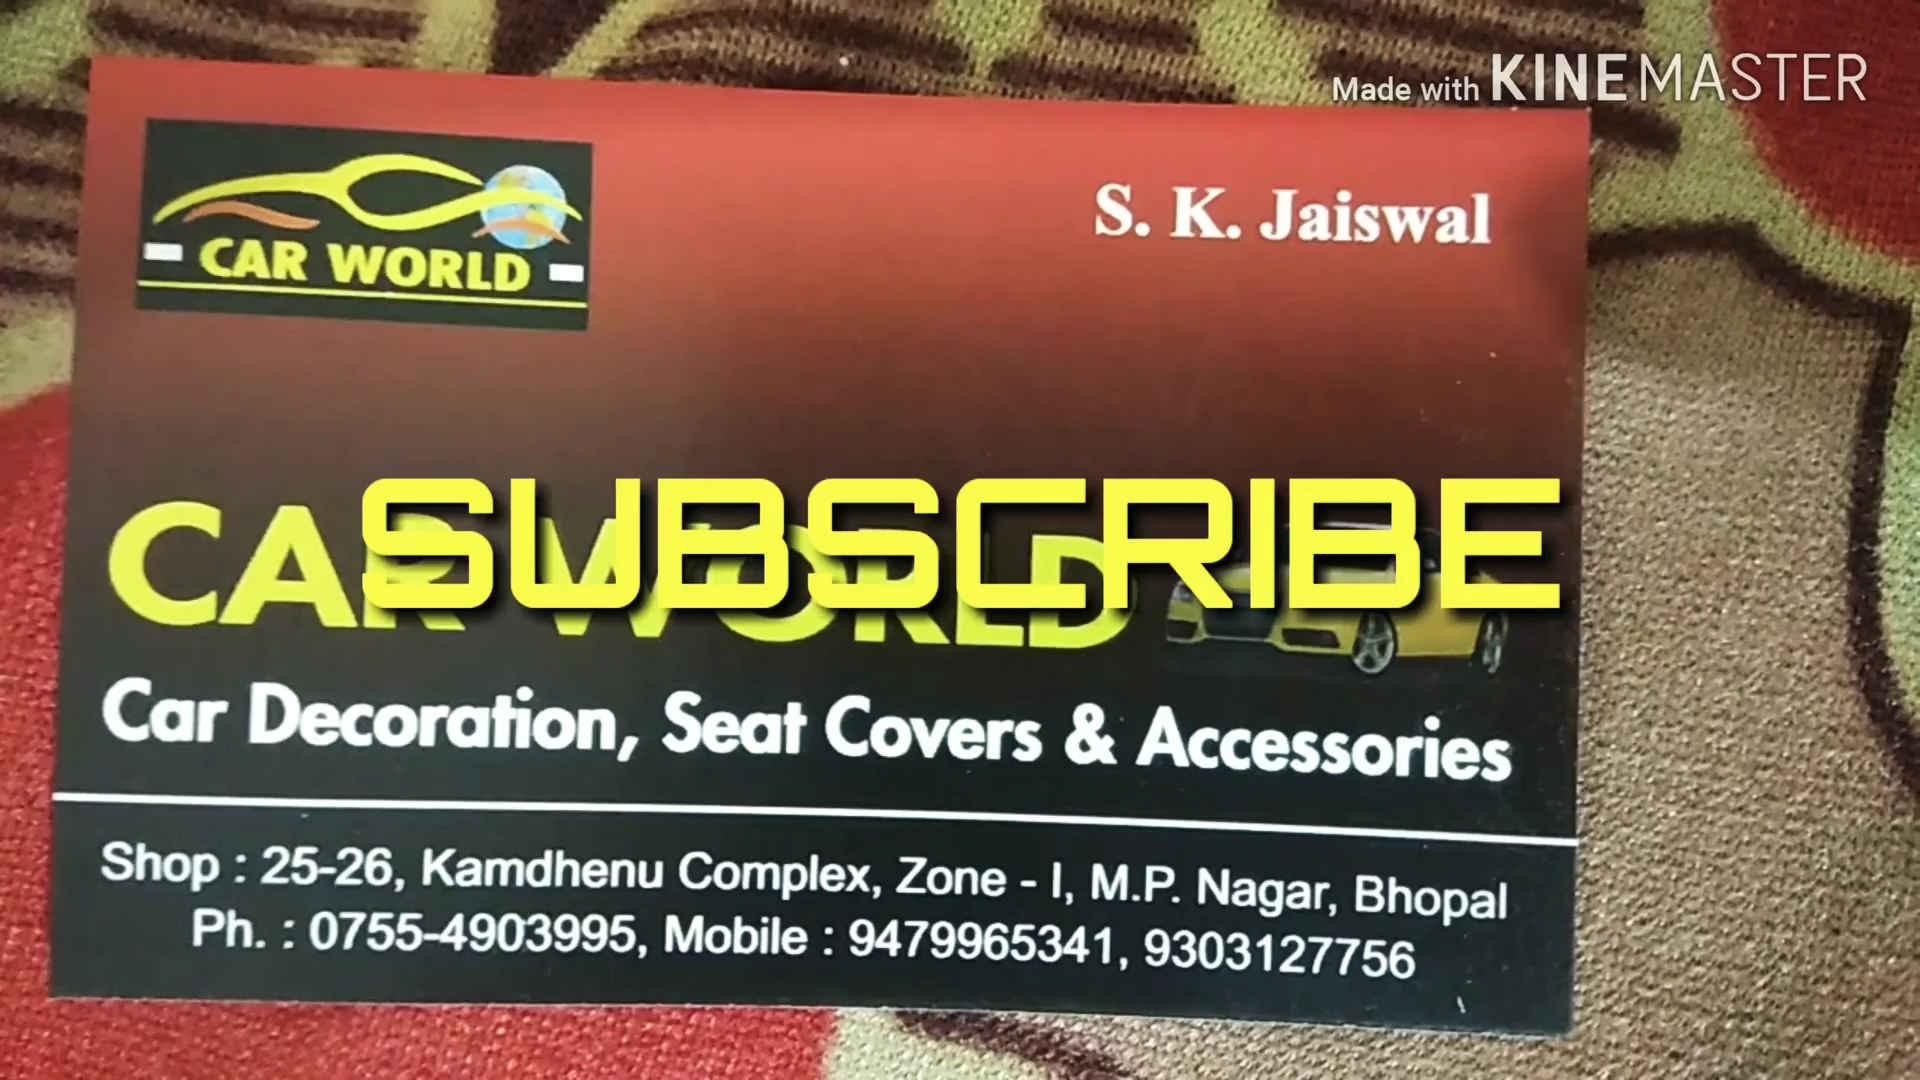 Made with KINEMASTER
CAR WORLD
S. K. Jaiswal
SUBSCRIBE
CAR WORLD
Car Decoration, Seat Covers & Accessories
Shop : 25-26, Kamdhenu Complex, Zone - I, M.P. Nagar, Bhopal
Ph. : 0755-4903995, Mobile : 9479965341, 9303127756